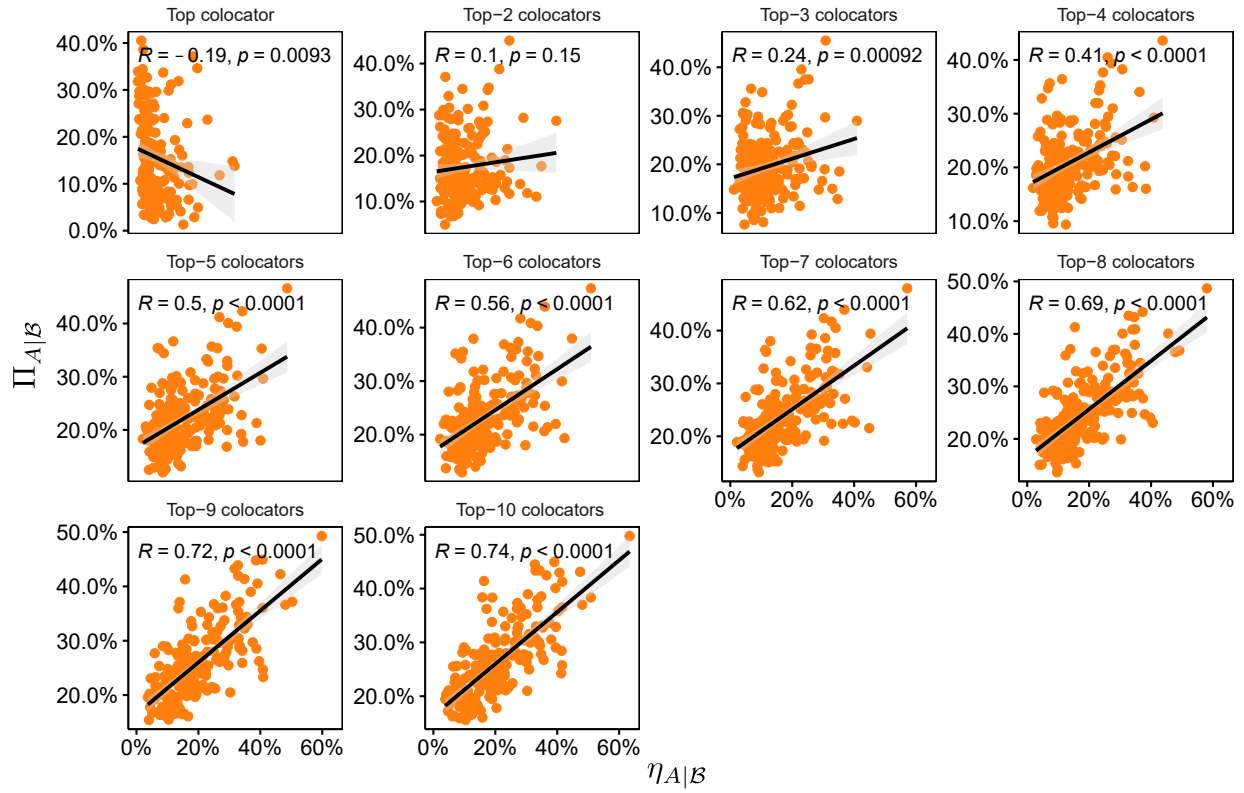 Top colocator
Top−2 colocators
Top−3 colocators
Top−4 colocators
R = −0.19, p = 0.0093
R = 0.1, p = 0.15
R = 0.24, p = 0.00092
R = 0.41, p < 0.0001
40.0%
30.0%
20.0%
10.0%
0.0%
40.0%
30.0%
20.0%
10.0%
40.0%
30.0%
20.0%
10.0%
40.0%
30.0%
20.0%
10.0%
Top−5 colocators
Top−6 colocators
Top−7 colocators
Top−8 colocators
R = 0.5, p < 0.0001
R = 0.56, p < 0.0001
R = 0.62, p < 0.0001
R = 0.69, p < 0.0001
40.0%
30.0%
20.0%
40.0%
30.0%
20.0%
40.0%
30.0%
20.0%
50.0%
40.0%
30.0%
20.0%
0% 20% 40% 60%
0% 20% 40% 60%
Π_{A|ℬ}
Top−9 colocators
Top−10 colocators
R = 0.72, p < 0.0001
R = 0.74, p < 0.0001
50.0%
40.0%
30.0%
20.0%
50.0%
40.0%
30.0%
20.0%
0% 20% 40% 60%
0% 20% 40% 60%
η_{A|ℬ}